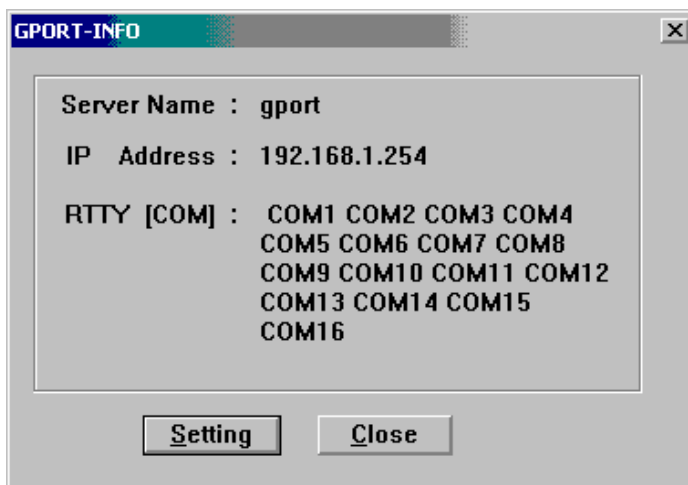 GPORT-INFO
Server Name : gport
IP Address : 192.168.1.254
RTTY [COM] : COM1 COM2 COM3 COM4
COM5 COM6 COM7 COM8
COM9 COM10 COM11 COM12
COM13 COM14 COM15
COM16
Setting Close